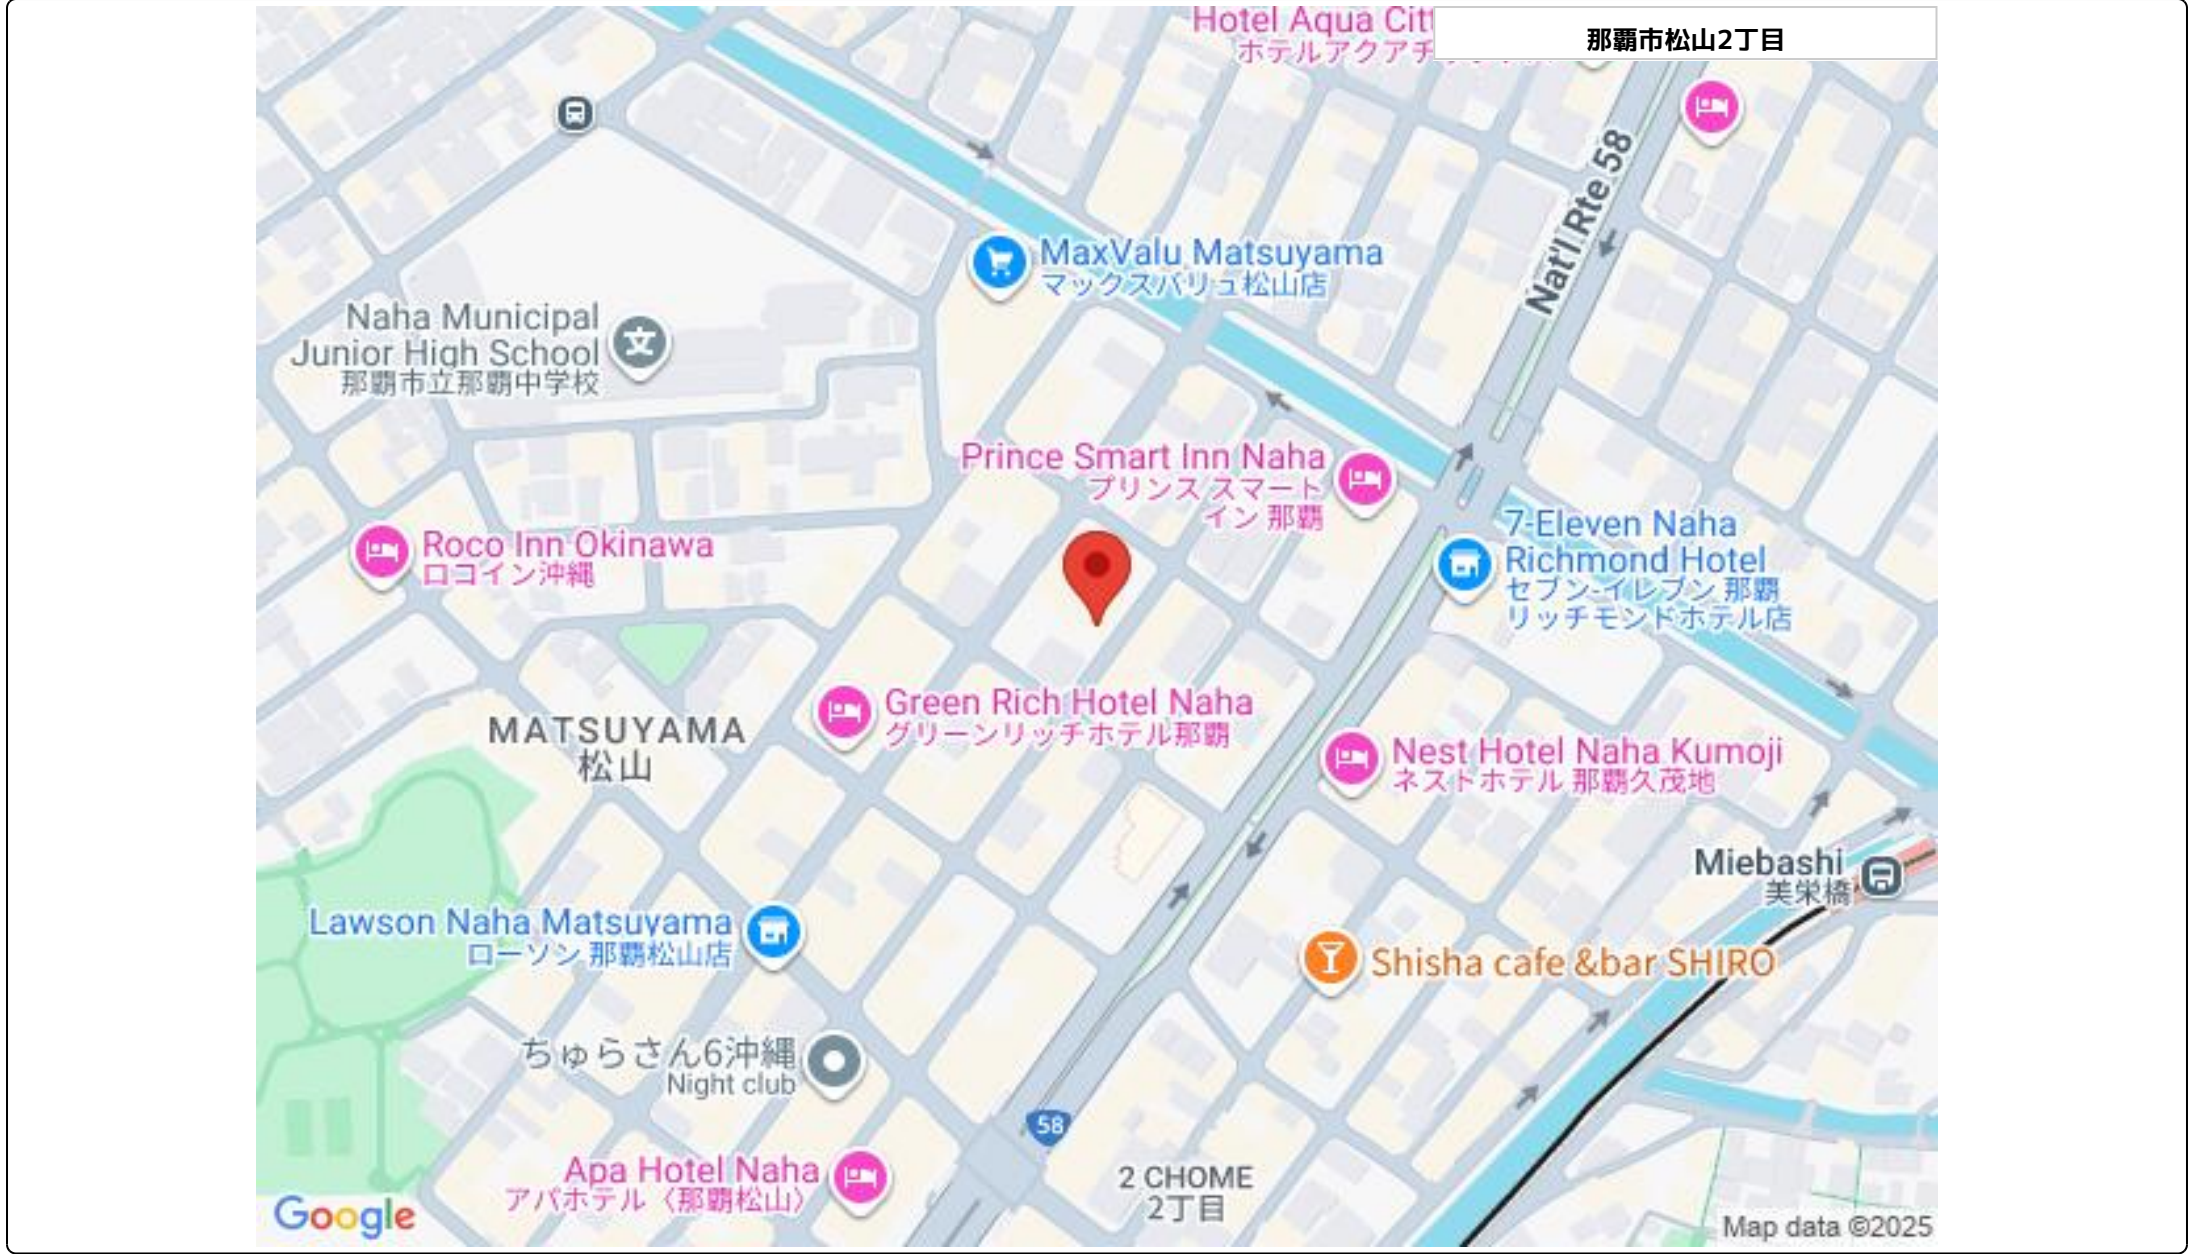 Hotel Aqua Citt
ホテルアクアチ
那覇市松山2丁目
Nat'l Rte 58
MaxValu Matsuyama
マックスバリュ松山店
Naha Municipal
Junior High School
那覇市立那覇中学校
文
Prince Smart Inn Naha
プリンス スマート
イン 那覇
7-Eleven Naha
Richmond Hotel
セブン-イレブン 那覇
リッチモンドホテル店
Roco Inn Okinawa
ロコイン沖縄
Green Rich Hotel Naha
グリーンリッチホテル那覇
MATSUYAMA
松山
Nest Hotel Naha Kumoji
ネストホテル 那覇久茂地
Miebashi
美栄橋
Lawson Naha Matsuyama
ローソン 那覇松山店
Shisha cafe &bar SHIRO
ちゅらさん6沖縄
Night club
58
Apa Hotel Naha
アパホテル〈那覇松山〉
2 CHOME
2丁目
Google
Map data ©2025